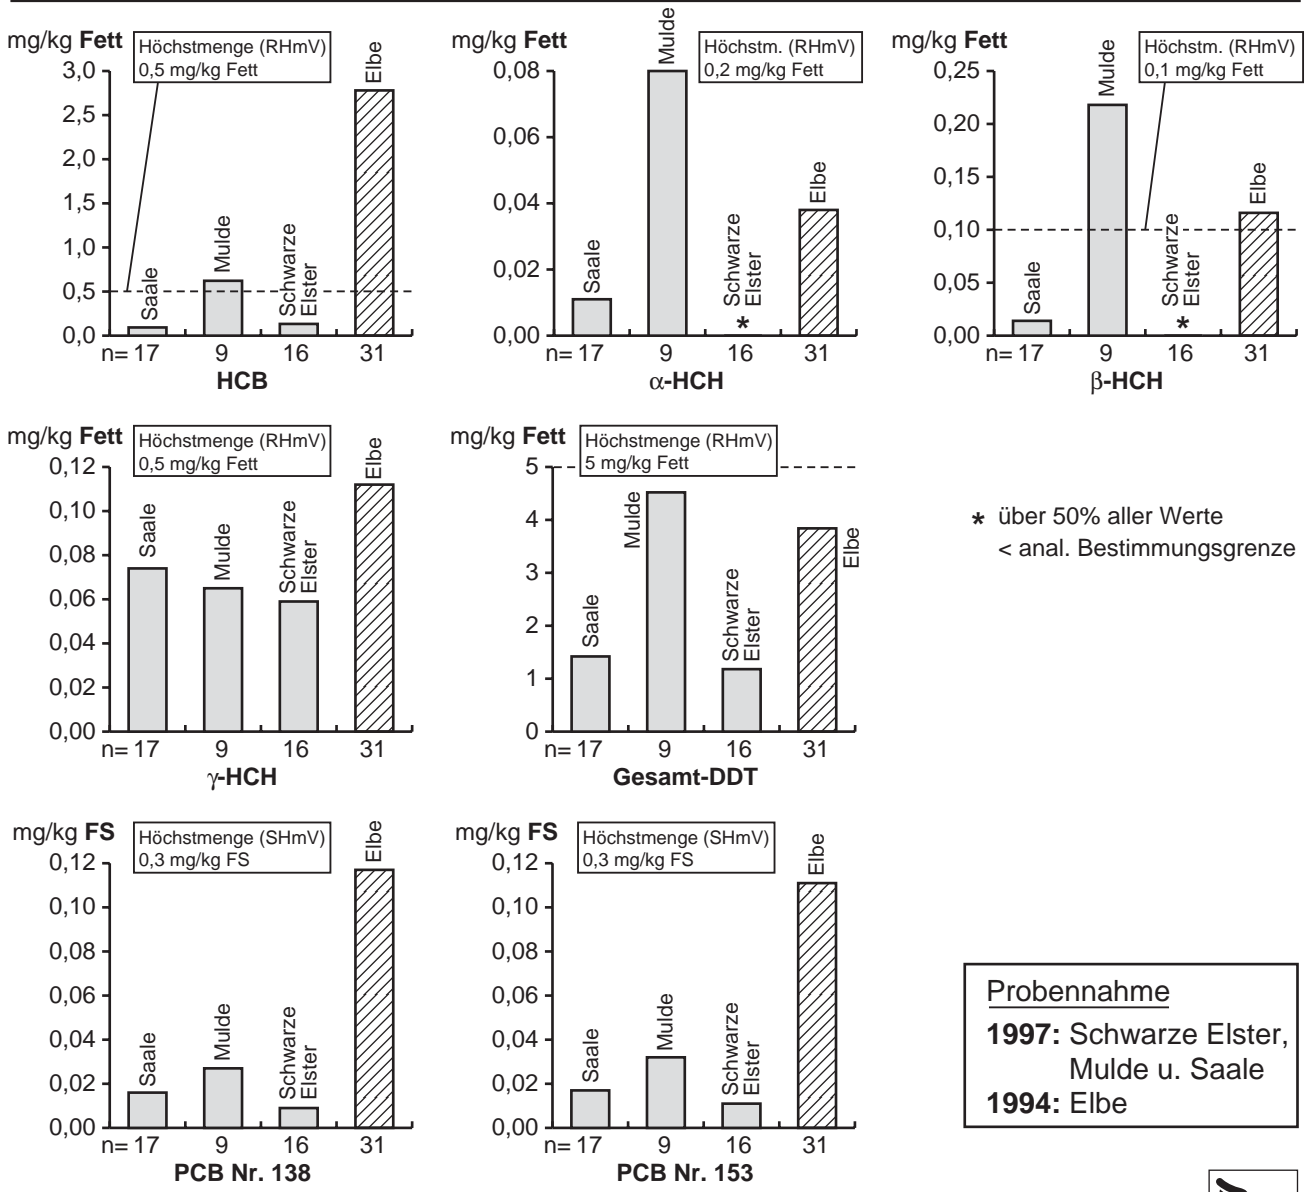 mg/kg Fett
Höchstmenge (RHmV)
0,5 mg/kg Fett
3,0
2,5
2,0
1,5
1,0
0,5
0,0
Saale
Mulde
Schwarze
Elster
Elbe
n= 17 9 16 31
HCB
mg/kg Fett
Höchstm. (RHmV)
0,2 mg/kg Fett
0,08
0,06
0,04
0,02
0,00
Saale
Mulde
Schwarze
Elster
*
Elbe
n= 17 9 16 31
α-HCH
mg/kg Fett
Höchstm. (RHmV)
0,1 mg/kg Fett
0,25
0,20
0,15
0,10
0,05
0,00
Saale
Mulde
Schwarze
Elster
*
Elbe
n= 17 9 16 31
β-HCH
mg/kg Fett
Höchstmenge (RHmV)
0,5 mg/kg Fett
0,12
0,10
0,08
0,06
0,04
0,02
0,00
Saale
Mulde
Schwarze
Elster
Elbe
n= 17 9 16 31
γ-HCH
mg/kg Fett
Höchstmenge (RHmV)
5 mg/kg Fett
5
4
3
2
1
0
Saale
Mulde
Schwarze
Elster
Elbe
n= 17 9 16 31
Gesamt-DDT
* über 50% aller Werte
< anal. Bestimmungsgrenze
mg/kg FS
Höchstmenge (SHmV)
0,3 mg/kg FS
0,12
0,10
0,08
0,06
0,04
0,02
0,00
Saale
Mulde
Schwarze
Elster
Elbe
n= 17 9 16 31
PCB Nr. 138
mg/kg FS
Höchstmenge (SHmV)
0,3 mg/kg FS
0,12
0,10
0,08
0,06
0,04
0,02
0,00
Saale
Mulde
Schwarze
Elster
Elbe
n= 17 9 16 31
PCB Nr. 153
Probennahme
1997: Schwarze Elster,
Mulde u. Saale
1994: Elbe